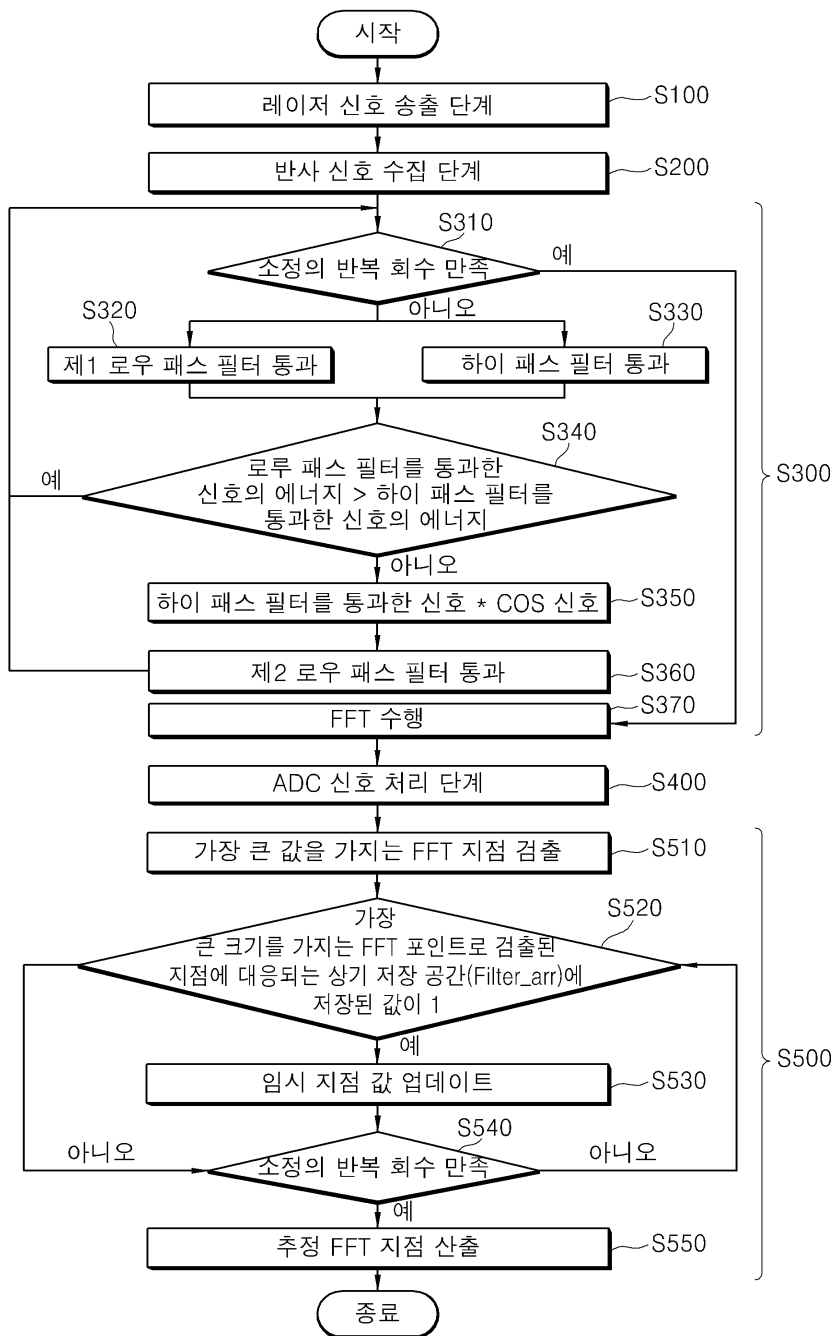 시작
레이저 신호 송출 단계
S100
반사 신호 수집 단계
S200
S310
소정의 반복 회수 만족
예
아니오
S320
S330
제1 로우 패스 필터 통과
하이 패스 필터 통과
S340
예
로루 패스 필터를 통과한
신호의 에너지 > 하이 패스 필터를
통과한 신호의 에너지
S300
아니오
하이 패스 필터를 통과한 신호 * COS 신호
S350
제2 로우 패스 필터 통과
S360
FFT 수행
S370
ADC 신호 처리 단계
S400
가장 큰 값을 가지는 FFT 지점 검출
S510
S520
가장
큰 크기를 가지는 FFT 포인트로 검출된
지점에 대응되는 상기 저장 공간(Filter_arr)에
저장된 값이 1
예
S500
임시 지점 값 업데이트
S530
S540
아니오
소정의 반복 회수 만족
아니오
예
추정 FFT 지점 산출
S550
종료